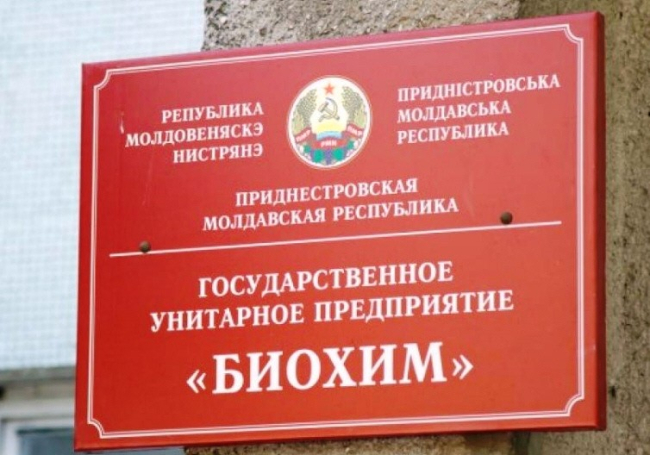 РЕПУБЛИКА
МОЛДОВЕНЯСКЭ
НИСТРЯНЭ
ПРИДНІСТРОВСЬКА
МОЛДАВСЬКА
РЕСПУБЛІКА
ПРИДНЕСТРОВСКАЯ
МОЛДАВСКАЯ РЕСПУБЛИКА
ГОСУДАРСТВЕННОЕ
УНИТАРНОЕ ПРЕДПРИЯТИЕ
«БИОХИМ»